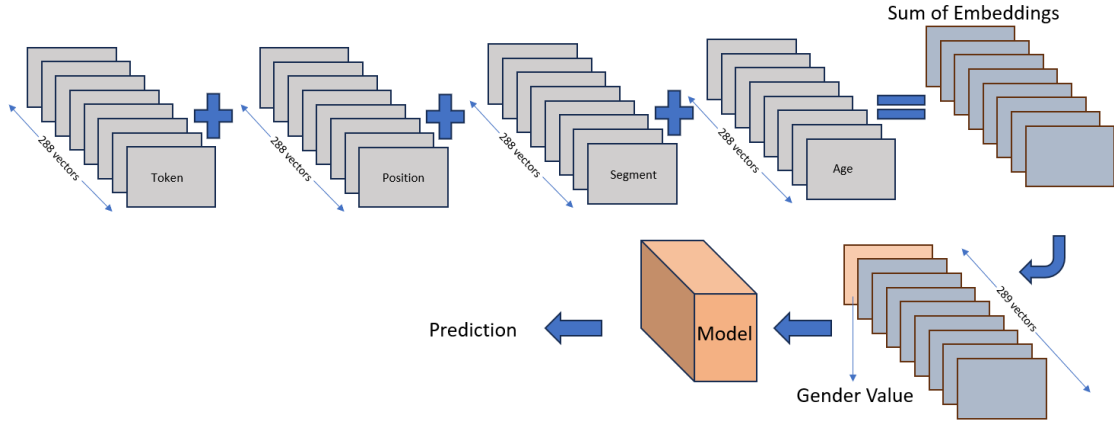 Sum of Embeddings
288 vectors
Token
288 vectors
Position
288 vectors
Segment
288 vectors
Age
289 vectors
Prediction
Model
Gender Value